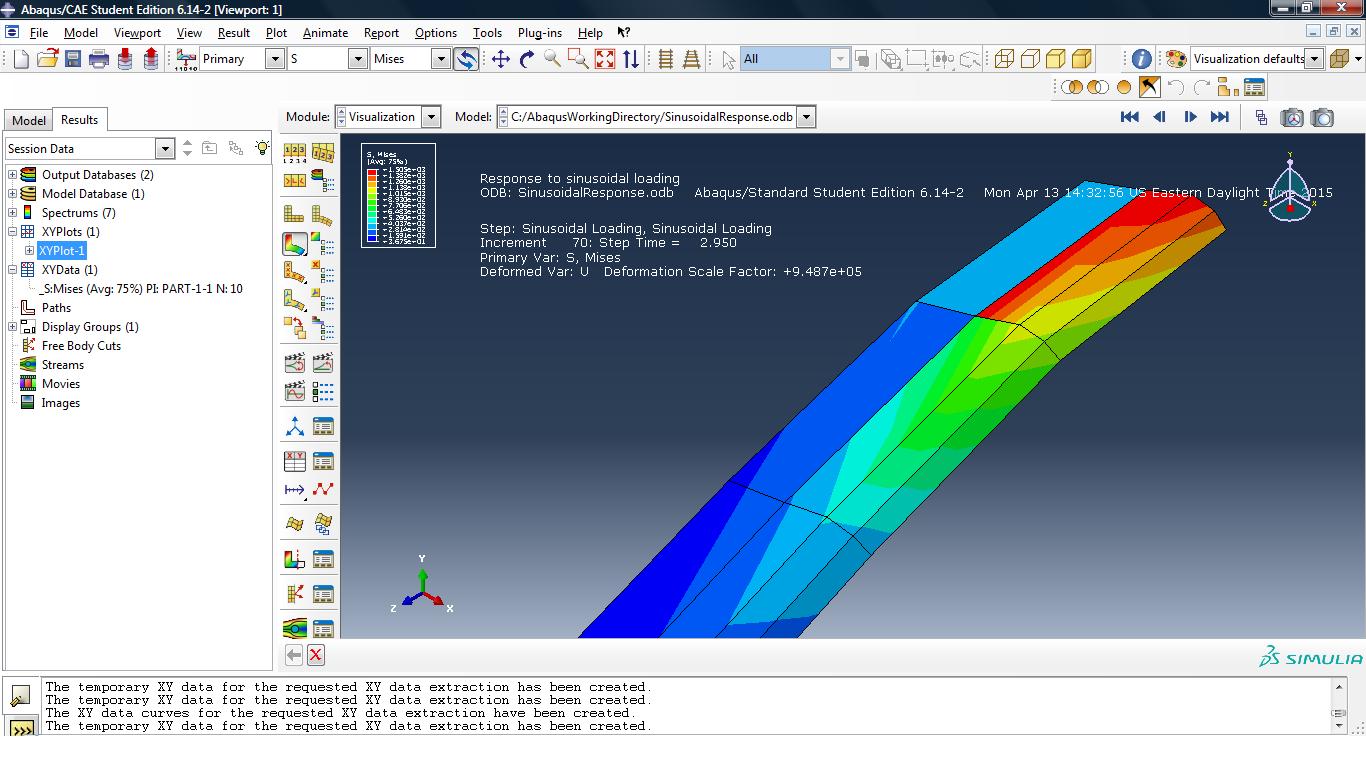 Abaqus/CAE Student Edition 6.14-2 [Viewport: 1]
File Model Viewport View Result Plot Animate Report Options Tools Plug-ins Help
Primary S Mises All Visualization defaults
Model Results Module: Visualization Model: C:/AbaqusWorkingDirectory/SinusoidalResponse.odb
Session Data
Output Databases (2)
Model Database (1)
Spectrums (7)
XYPlots (1)
XYPlot-1
XYData (1)
_S:Mises (Avg: 75%) PI: PART-1-1 N: 10
Paths
Display Groups (1)
Free Body Cuts
Streams
Movies
Images
S, Mises
(Avg: 75%)
Response to sinusoidal loading
ODB: SinusoidalResponse.odb Abaqus/Standard Student Edition 6.14-2 Mon Apr 13 14:32:56 US Eastern Daylight Time 2015
Step: Sinusoidal Loading, Sinusoidal Loading
Increment 70: Step Time = 2.950
Primary Var: S, Mises
Deformed Var: U Deformation Scale Factor: +9.487e+05
Y
Z X
Y
Z X
SIMULIA
The temporary XY data for the requested XY data extraction has been created.
The temporary XY data for the requested XY data extraction has been created.
The XY data curves for the requested XY data extraction have been created.
The temporary XY data for the requested XY data extraction has been created.